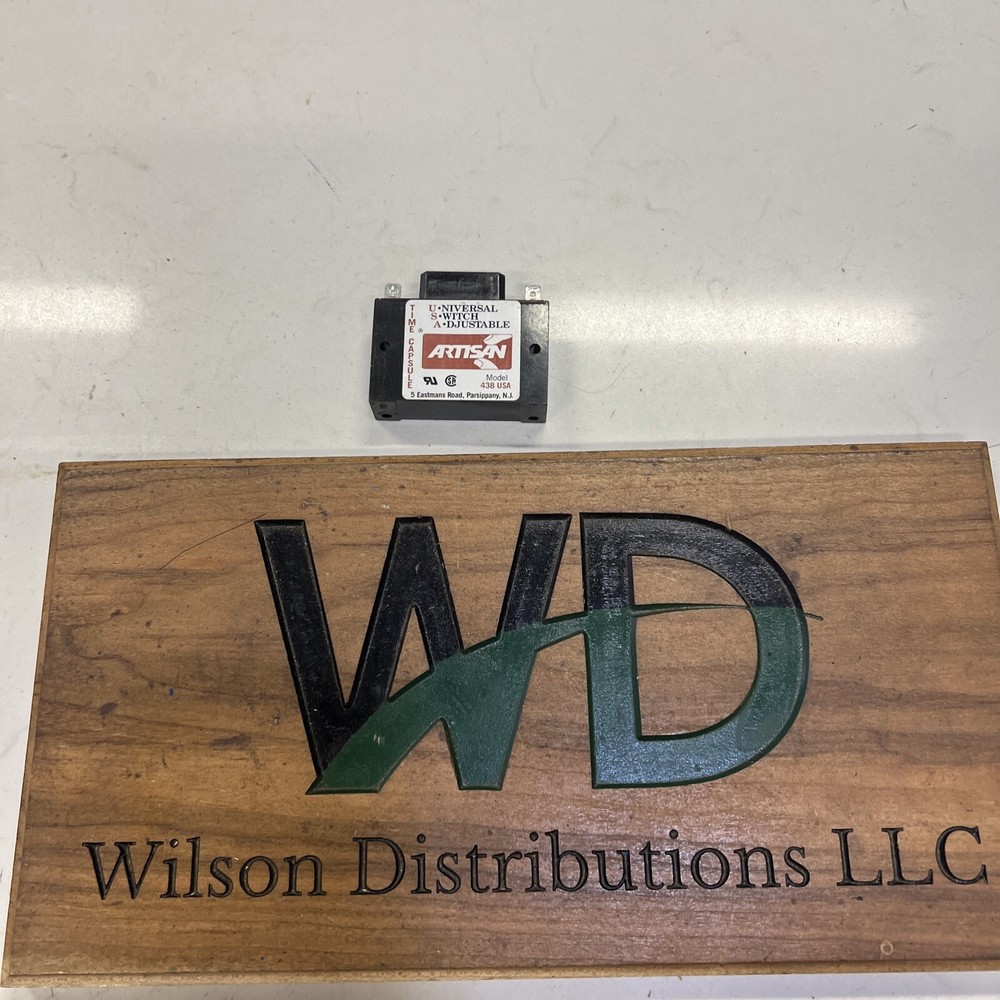 TIME CAPSULE ®
U•NIVERSAL
S•WITCH
A•DJUSTABLE
ARTISAN
Model
438 USA
5 Eastmans Road, Parsippany, N.J.
WD
Wilson Distributions LLC